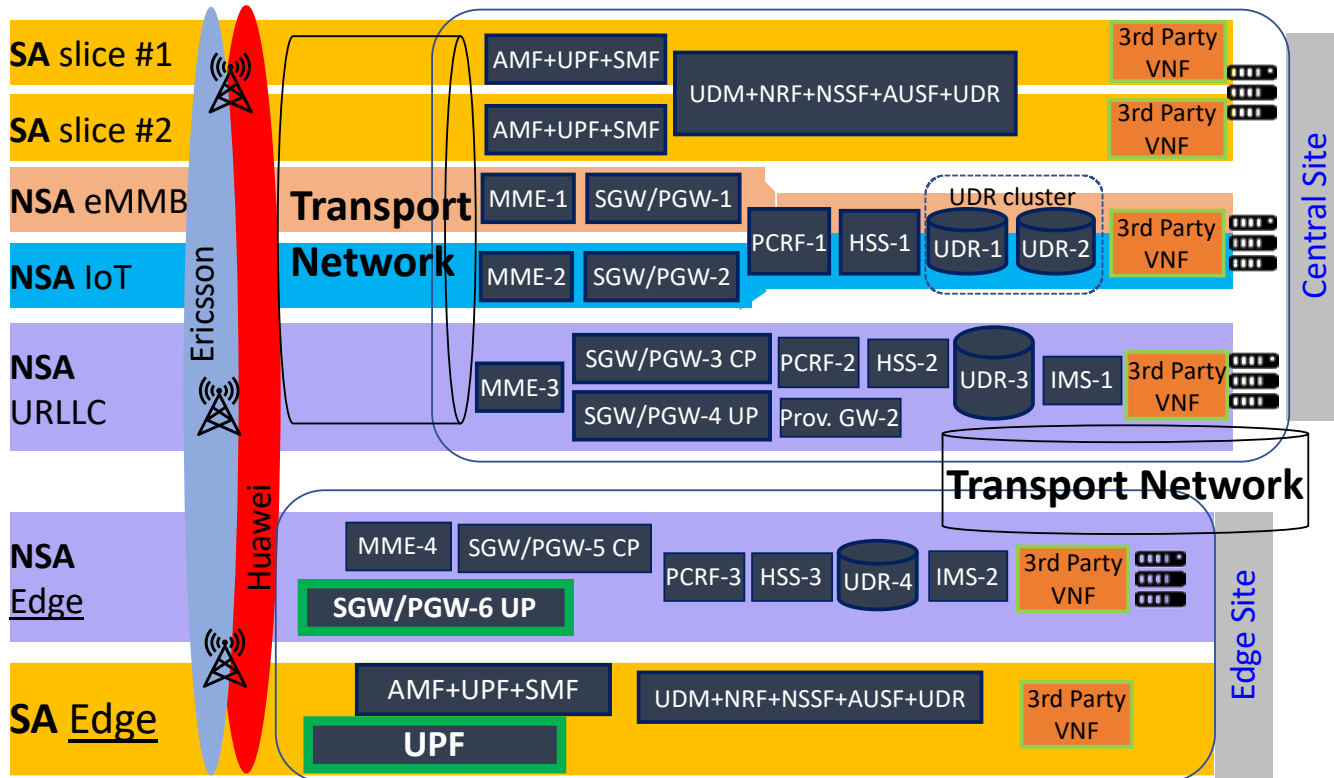 SA slice #1
AMF+UPF+SMF
3rd Party
VNF
UDM+NRF+NSSF+AUSF+UDR
SA slice #2
AMF+UPF+SMF
3rd Party
VNF
NSA eMMB
MME-1
SGW/PGW-1
UDR cluster
Transport
Network
PCRF-1
HSS-1
UDR-1
UDR-2
3rd Party
VNF
NSA IoT
MME-2
SGW/PGW-2
Central Site
Ericsson
NSA
URLLC
MME-3
SGW/PGW-3 CP
PCRF-2
HSS-2
UDR-3
IMS-1
3rd Party
VNF
SGW/PGW-4 UP
Prov. GW-2
Transport Network
Huawei
NSA
Edge
MME-4
SGW/PGW-5 CP
PCRF-3
HSS-3
UDR-4
IMS-2
3rd Party
VNF
SGW/PGW-6 UP
Edge Site
SA Edge
AMF+UPF+SMF
UDM+NRF+NSSF+AUSF+UDR
3rd Party
VNF
UPF